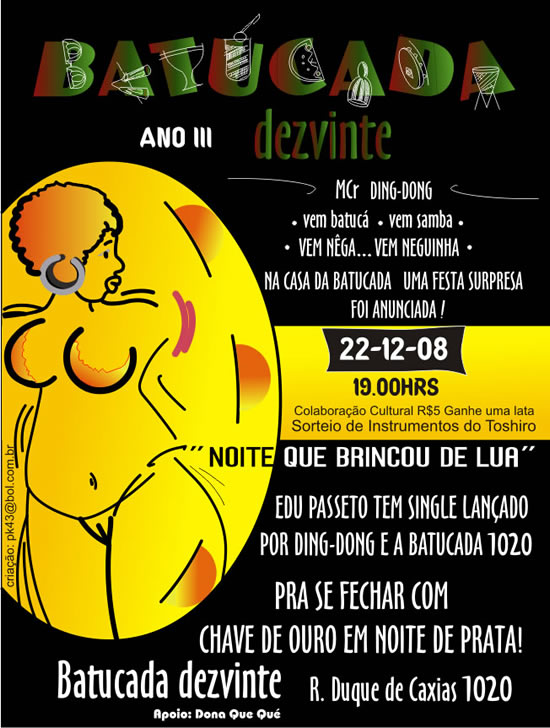 BATUCADA
ANO III dezvinte
MCr DING-DONG
• vem batucá • vem samba •
• VEM NÊGA... VEM NEGUINHA •
NA CASA DA BATUCADA UMA FESTA SURPRESA
FOI ANUNCIADA !
22-12-08
19.00HRS
Colaboração Cultural R$5 Ganhe uma lata
Sorteio de Instrumentos do Toshiro
"NOITE QUE BRINCOU DE LUA"
EDU PASSETO TEM SINGLE LANÇADO
POR DING-DONG E A BATUCADA 1020
PRA SE FECHAR COM
CHAVE DE OURO EM NOITE DE PRATA!
Batucada dezvinte R. Duque de Caxias 1020
Apoio: Dona Que Qué
criação: pk43@bol.com.br